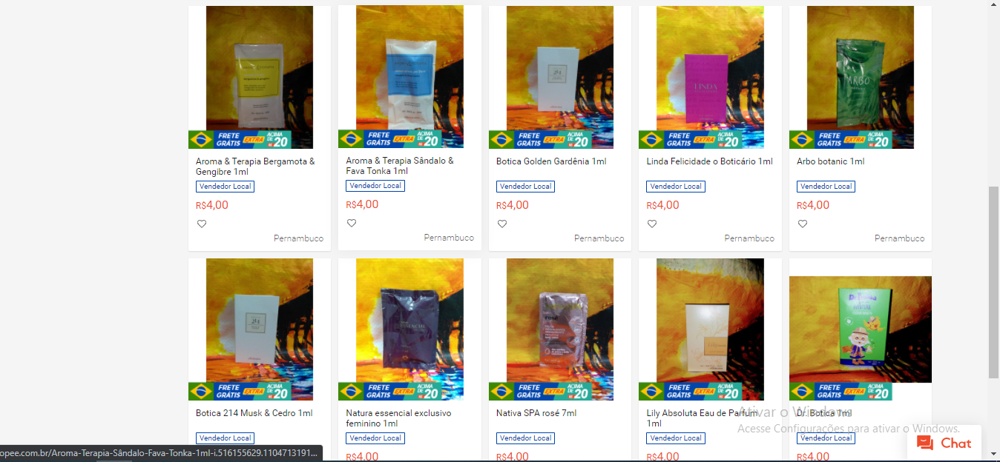 FRETE GRÁTIS EXTRA ACIMA DE R$ 20
FRETE GRÁTIS EXTRA ACIMA DE R$ 20
214
FRETE GRÁTIS EXTRA ACIMA DE R$ 20
LINDA
FRETE GRÁTIS EXTRA ACIMA DE R$ 20
ARBO
FRETE GRÁTIS EXTRA ACIMA DE R$ 20
Aroma & Terapia Bergamota &
Gengibre 1ml
Vendedor Local
R$4,00
Pernambuco
Aroma & Terapia Sândalo &
Fava Tonka 1ml
Vendedor Local
R$4,00
Pernambuco
Botica Golden Gardênia 1ml
Vendedor Local
R$4,00
Pernambuco
Linda Felicidade o Boticário 1ml
Vendedor Local
R$4,00
Pernambuco
Arbo botanic 1ml
Vendedor Local
R$4,00
Pernambuco
214
FRETE GRÁTIS EXTRA ACIMA DE R$ 20
FRETE GRÁTIS EXTRA ACIMA DE R$ 20
rosé
FRETE GRÁTIS EXTRA ACIMA DE R$ 20
FRETE GRÁTIS EXTRA ACIMA DE R$ 20
FRETE GRÁTIS EXTRA ACIMA DE R$ 20
Botica 214 Musk & Cedro 1ml
Vendedor Local
Natura essencial exclusivo
feminino 1ml
Vendedor Local
R$4,00
Nativa SPA rosé 7ml
Vendedor Local
R$4,00
Lily Absoluta Eau de Parfum
1ml
Vendedor Local
R$4,00
Dr. Botica 1ml
Vendedor Local
R$4,00
Ativar o Windows
Acesse Configurações para ativar o Windows.
Chat
opee.com.br/Aroma-Terapia-Sândalo-Fava-Tonka-1ml-i.516155629.1104713191...